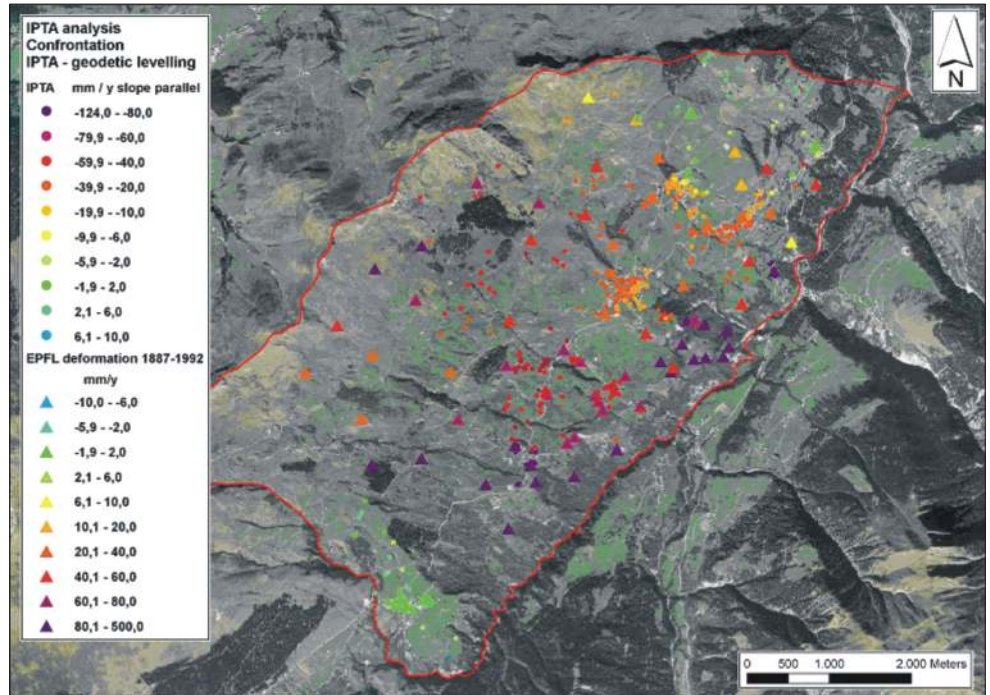 IPTA analysis
Confrontation
IPTA - geodetic levelling
IPTA mm / y slope parallel
-124,0 - -80,0
-79,9 - -60,0
-59,9 - -40,0
-39,9 - -20,0
-19,9 - -10,0
-9,9 - -6,0
-5,9 - -2,0
-1,9 - 2,0
2,1 - 6,0
6,1 - 10,0
EPFL deformation 1887-1992
mm/y
-10,0 - -6,0
-5,9 - -2,0
-1,9 - 2,0
2,1 - 6,0
6,1 - 10,0
10,1 - 20,0
20,1 - 40,0
40,1 - 60,0
60,1 - 80,0
80,1 - 500,0
N
0 500 1.000 2.000 Meters